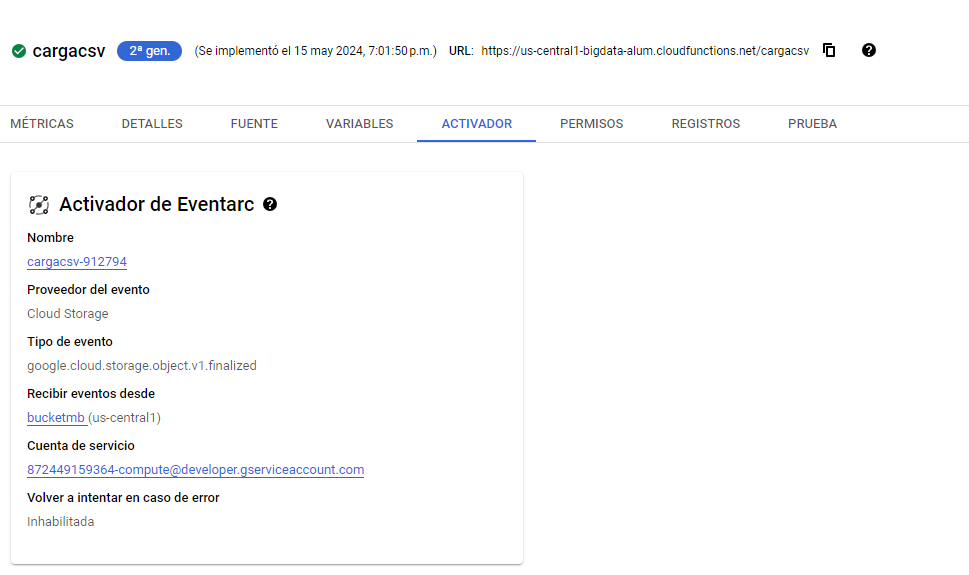 cargacsv 2ª gen. (Se implementó el 15 may 2024, 7:01:50 p.m.) URL: https://us-central1-bigdata-alum.cloudfunctions.net/cargacsv
MÉTRICAS DETALLES FUENTE VARIABLES ACTIVADOR PERMISOS REGISTROS PRUEBA
Activador de Eventarc
Nombre
cargacsv-912794
Proveedor del evento
Cloud Storage
Tipo de evento
google.cloud.storage.object.v1.finalized
Recibir eventos desde
bucketmb (us-central1)
Cuenta de servicio
872449159364-compute@developer.gserviceaccount.com
Volver a intentar en caso de error
Inhabilitada